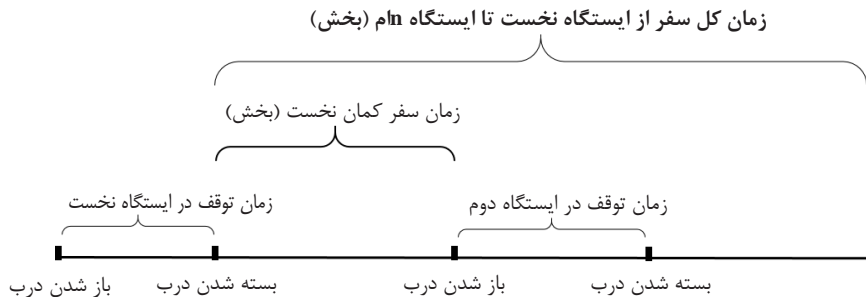 زمان کل سفر از ایستگاه نخست تا ایستگاه nام (بخش)
زمان سفر کمان نخست (بخش)
زمان توقف در ایستگاه دوم
زمان توقف در ایستگاه نخست
باز شدن درب
بسته شدن درب
باز شدن درب
بسته شدن درب